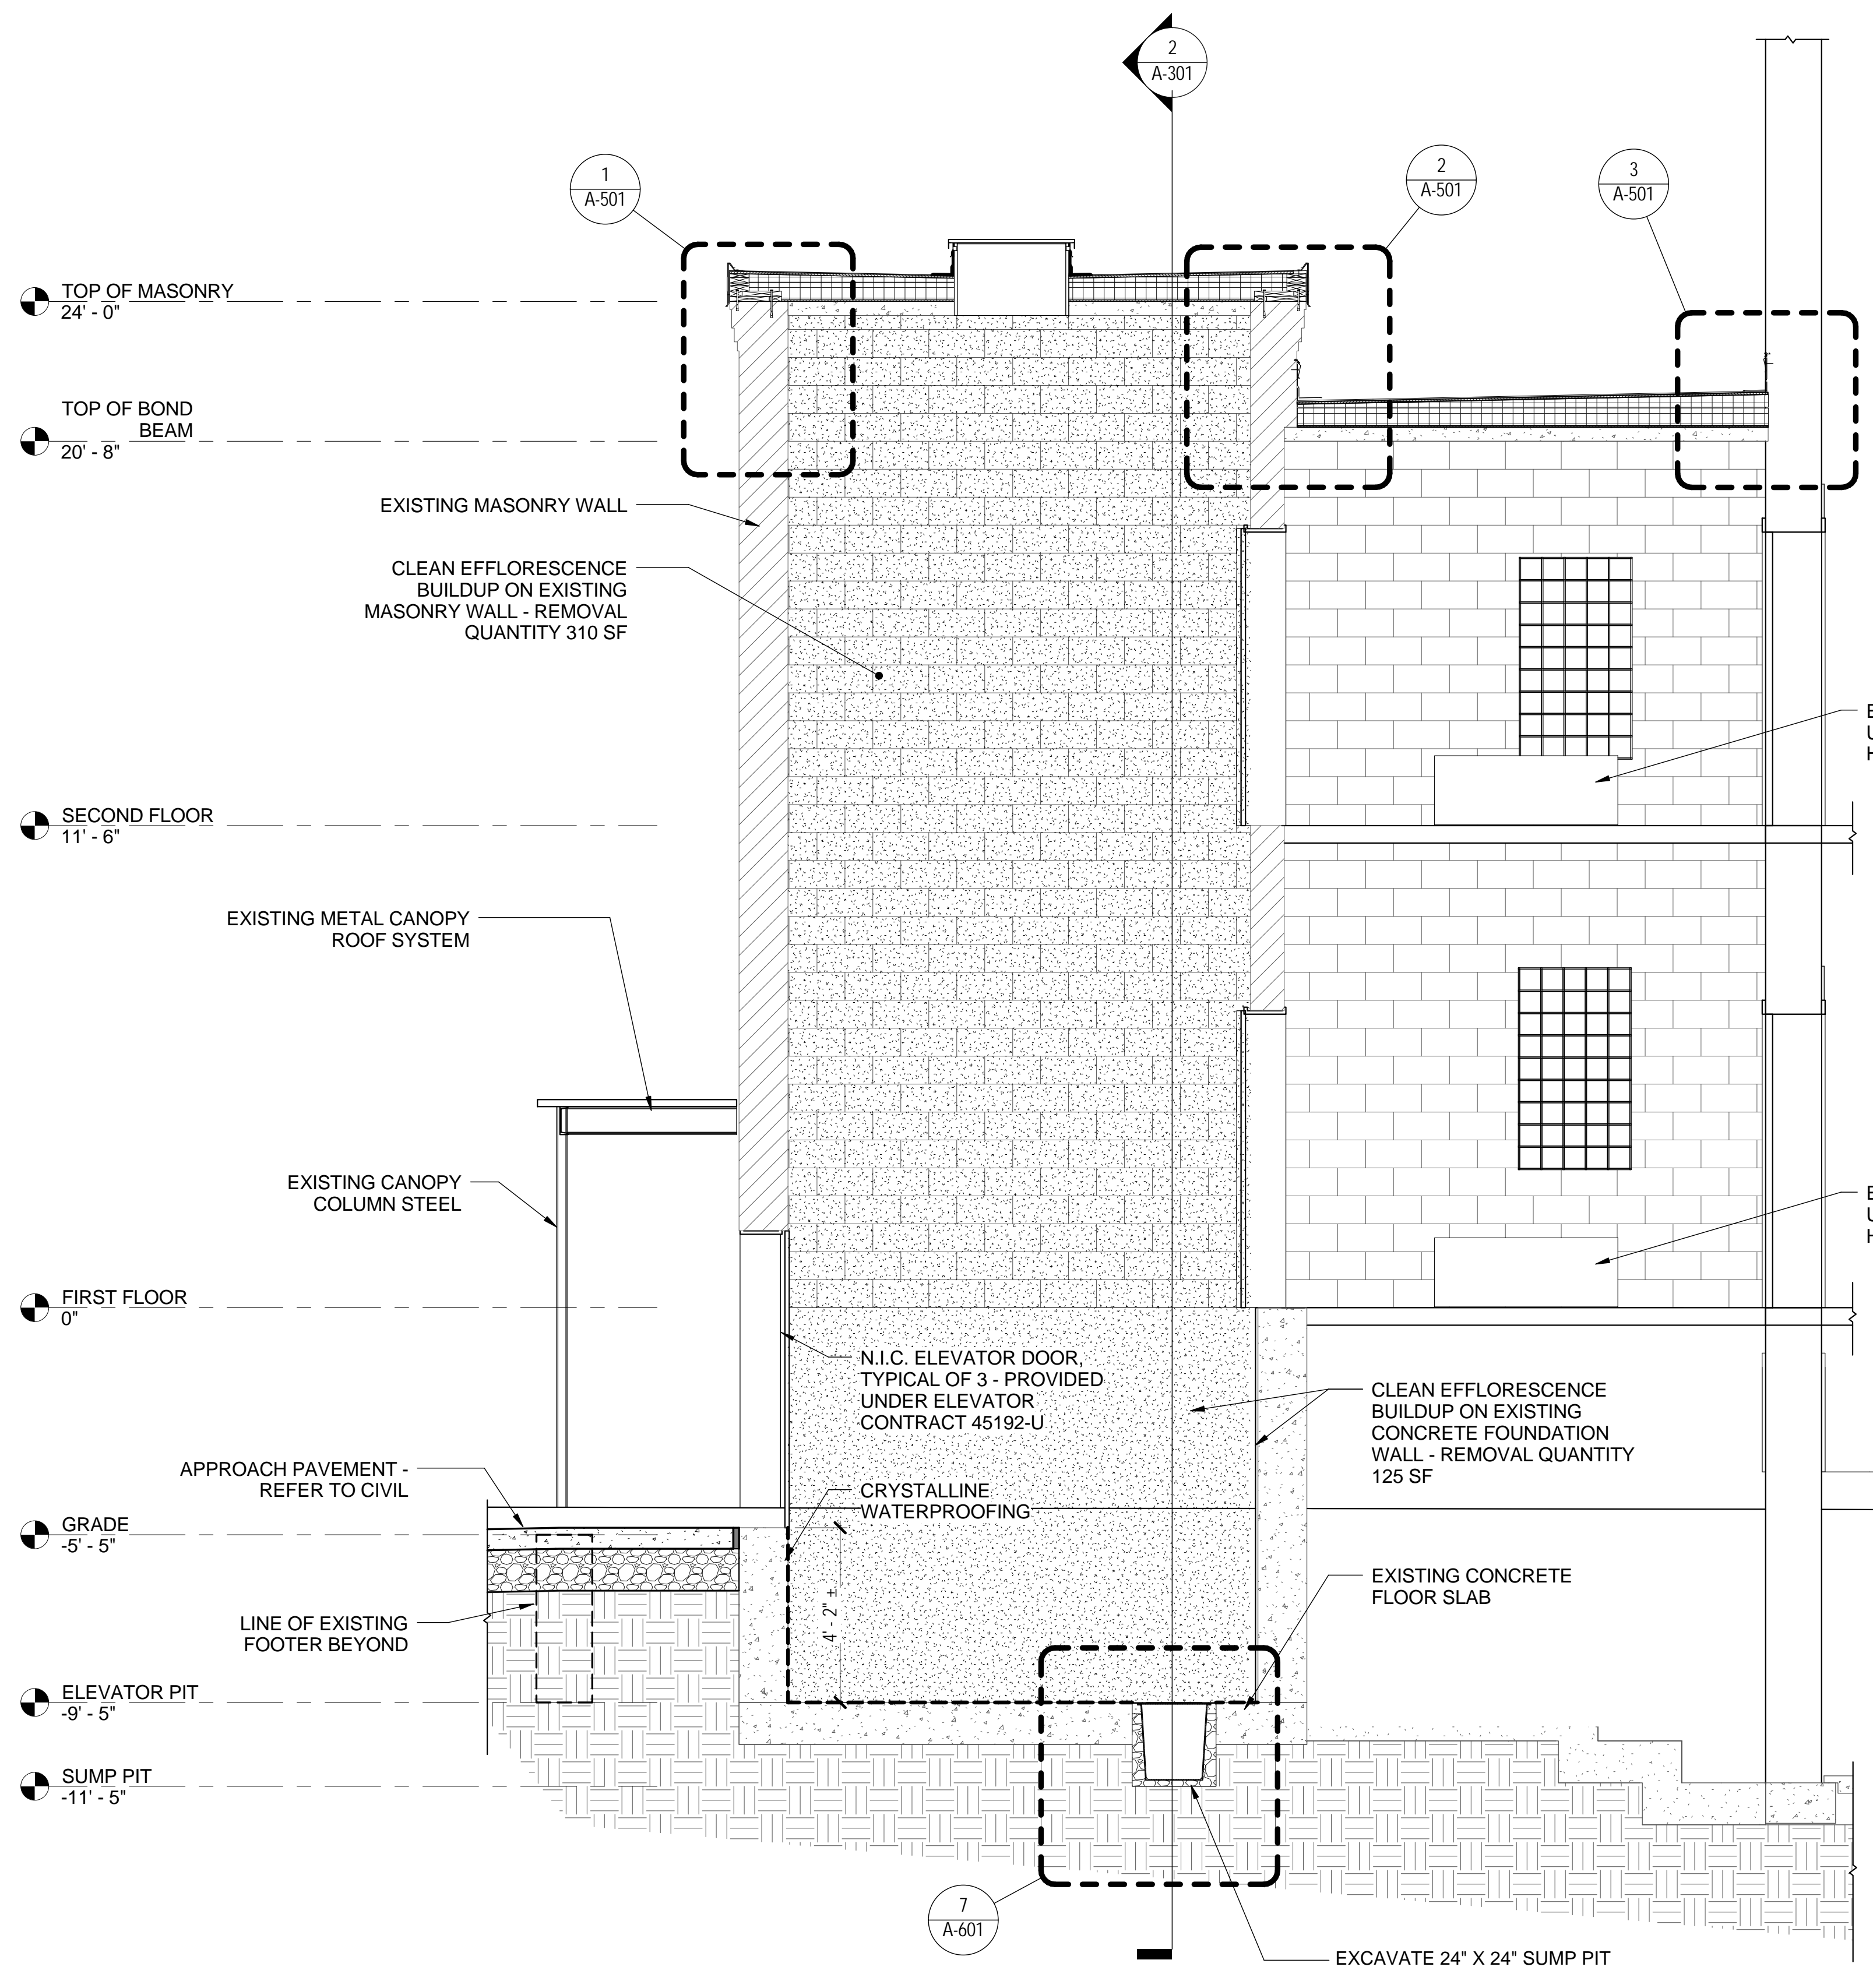 2
A-301
1
A-501
2
A-501
3
A-501
TOP OF MASONRY
24' - 0"
TOP OF BOND
BEAM
20' - 8"
EXISTING MASONRY WALL
CLEAN EFFLORESCENCE
BUILDUP ON EXISTING
MASONRY WALL - REMOVAL
QUANTITY 310 SF
E
U
H
SECOND FLOOR
11' - 6"
EXISTING METAL CANOPY
ROOF SYSTEM
EXISTING CANOPY
COLUMN STEEL
E
U
H
FIRST FLOOR
0"
N.I.C. ELEVATOR DOOR,
TYPICAL OF 3 - PROVIDED
UNDER ELEVATOR
CONTRACT 45192-U
CLEAN EFFLORESCENCE
BUILDUP ON EXISTING
CONCRETE FOUNDATION
WALL - REMOVAL QUANTITY
125 SF
APPROACH PAVEMENT -
REFER TO CIVIL
CRYSTALLINE
WATERPROOFING
GRADE
-5' - 5"
4' - 2" ±
EXISTING CONCRETE
FLOOR SLAB
LINE OF EXISTING
FOOTER BEYOND
ELEVATOR PIT
-9' - 5"
SUMP PIT
-11' - 5"
7
A-601
EXCAVATE 24" X 24" SUMP PIT